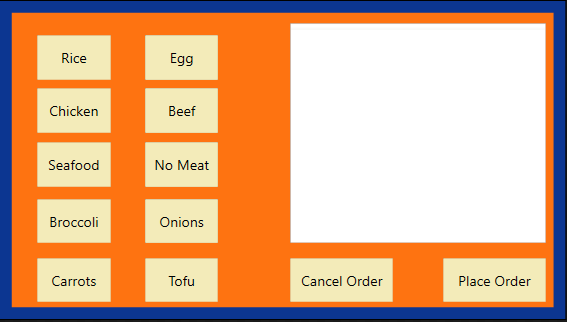 Rice
Egg
Chicken
Beef
Seafood
No Meat
Broccoli
Onions
Carrots
Tofu
Cancel Order
Place Order